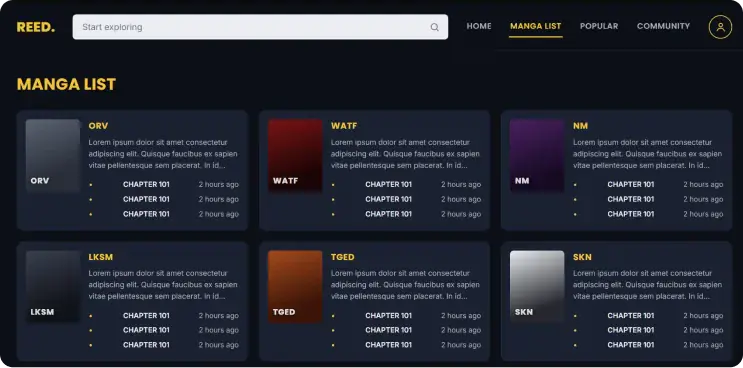 REED.
Start exploring
HOME
MANGA LIST
POPULAR
COMMUNITY
MANGA LIST
ORV
ORV
Lorem ipsum dolor sit amet consectetur
adipiscing elit. Quisque faucibus ex sapien
vitae pellentesque sem placerat. In id...
• CHAPTER 101 2 hours ago
• CHAPTER 101 2 hours ago
• CHAPTER 101 2 hours ago
WATF
WATF
Lorem ipsum dolor sit amet consectetur
adipiscing elit. Quisque faucibus ex sapien
vitae pellentesque sem placerat. In id...
• CHAPTER 101 2 hours ago
• CHAPTER 101 2 hours ago
• CHAPTER 101 2 hours ago
NM
NM
Lorem ipsum dolor sit amet consectetur
adipiscing elit. Quisque faucibus ex sapien
vitae pellentesque sem placerat. In id...
• CHAPTER 101 2 hours ago
• CHAPTER 101 2 hours ago
• CHAPTER 101 2 hours ago
LKSM
LKSM
Lorem ipsum dolor sit amet consectetur
adipiscing elit. Quisque faucibus ex sapien
vitae pellentesque sem placerat. In id...
• CHAPTER 101 2 hours ago
• CHAPTER 101 2 hours ago
• CHAPTER 101 2 hours ago
TGED
TGED
Lorem ipsum dolor sit amet consectetur
adipiscing elit. Quisque faucibus ex sapien
vitae pellentesque sem placerat. In id...
• CHAPTER 101 2 hours ago
• CHAPTER 101 2 hours ago
• CHAPTER 101 2 hours ago
SKN
SKN
Lorem ipsum dolor sit amet consectetur
adipiscing elit. Quisque faucibus ex sapien
vitae pellentesque sem placerat. In id...
• CHAPTER 101 2 hours ago
• CHAPTER 101 2 hours ago
• CHAPTER 101 2 hours ago